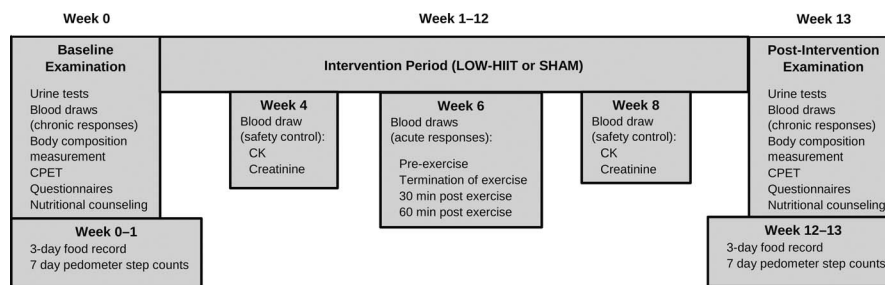 Week 0
Week 1–12
Week 13
Baseline
Examination
Urine tests
Blood draws
(chronic responses)
Body composition
measurement
CPET
Questionnaires
Nutritional counseling
Week 0–1
3-day food record
7 day pedometer step counts
Intervention Period (LOW-HIIT or SHAM)
Week 4
Blood draw
(safety control):
CK
Creatinine
Week 6
Blood draws
(acute responses):
Pre-exercise
Termination of exercise
30 min post exercise
60 min post exercise
Week 8
Blood draw
(safety control):
CK
Creatinine
Post-Intervention
Examination
Urine tests
Blood draws
(chronic responses)
Body composition
measurement
CPET
Questionnaires
Nutritional counseling
Week 12–13
3-day food record
7 day pedometer step counts